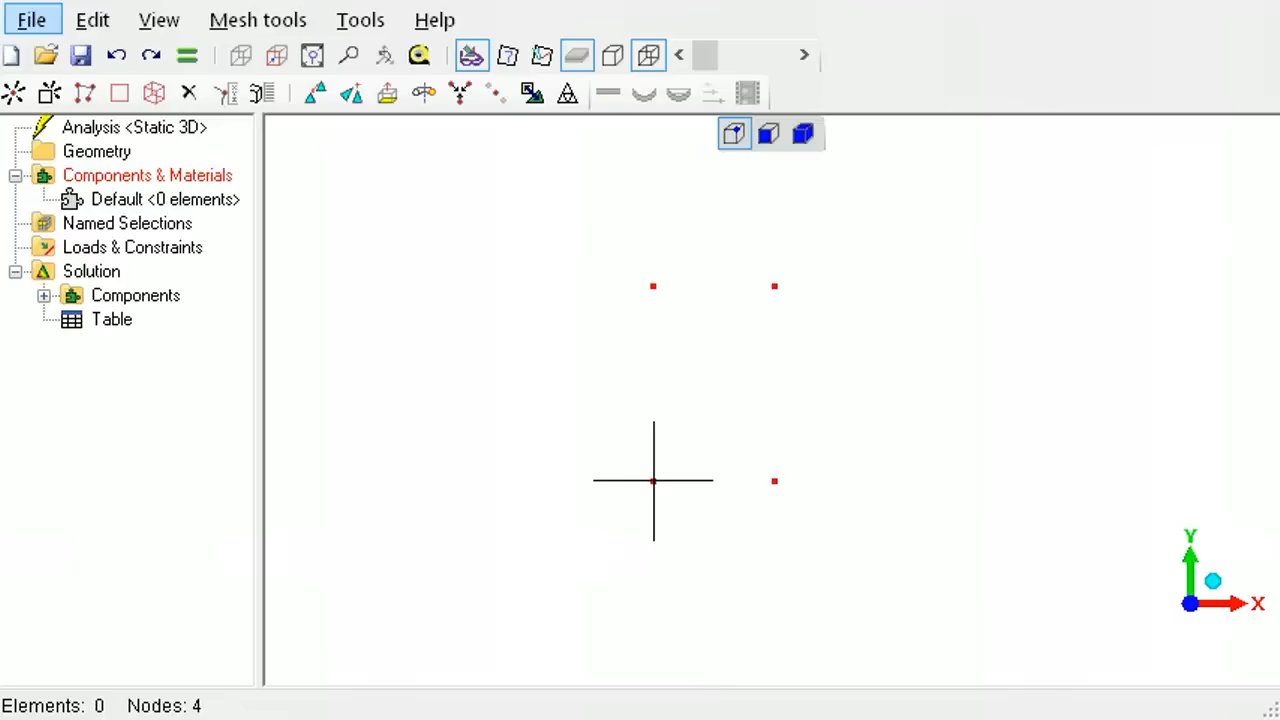 File Edit View Mesh tools Tools Help
Analysis <Static 3D>
Geometry
Components & Materials
Default <0 elements>
Named Selections
Loads & Constraints
Solution
Components
Table
Y
X
Elements: 0 Nodes: 4